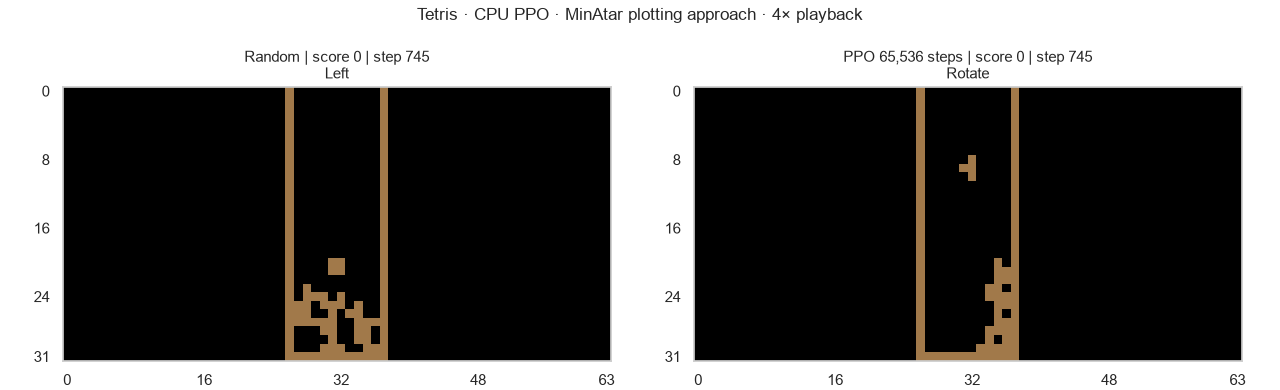 Tetris · CPU PPO · MinAtar plotting approach · 4× playback
Random | score 0 | step 745
Left
0
8
16
24
31
0 16 32 48 63
PPO 65,536 steps | score 0 | step 745
Rotate
0
8
16
24
31
0 16 32 48 63